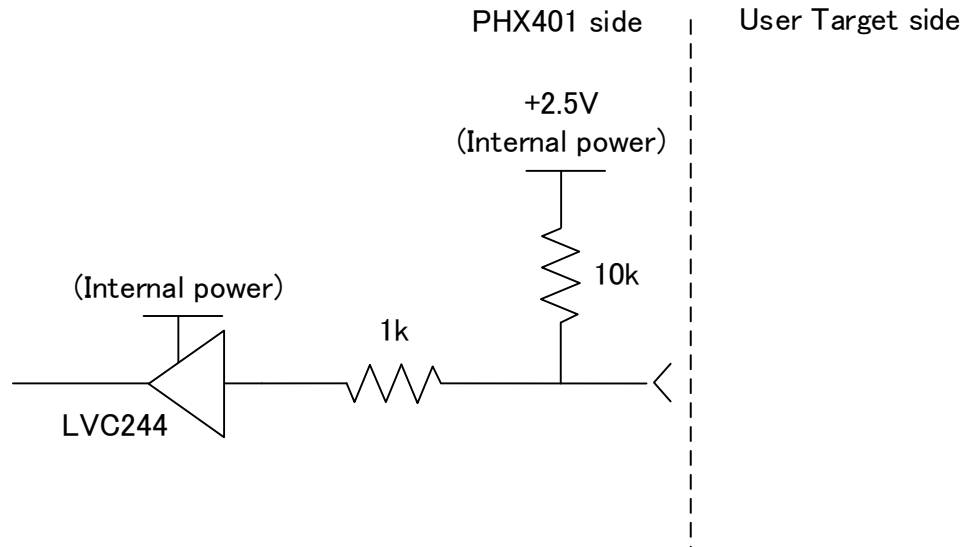 PHX401 side
User Target side
+2.5V
(Internal power)
10k
(Internal power)
1k
LVC244